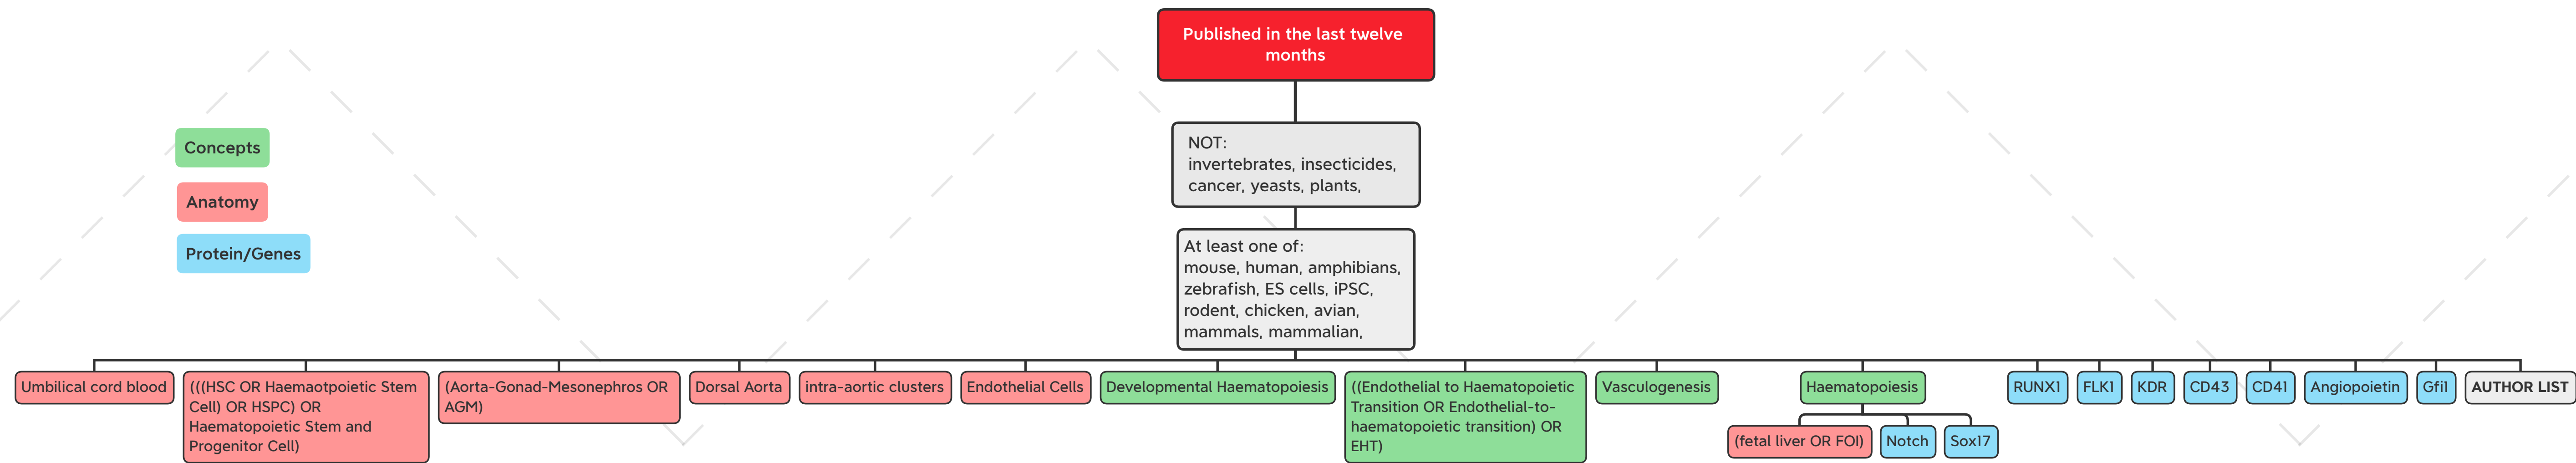 Published in the last twelve
months
Concepts
Anatomy
Protein/Genes
NOT:
invertebrates, insecticides,
cancer, yeasts, plants,
At least one of:
mouse, human, amphibians,
zebrafish, ES cells, iPSC,
rodent, chicken, avian,
mammals, mammalian,
Umbilical cord blood
(((HSC OR Haemaotpoietic Stem
Cell) OR HSPC) OR
Haematopoietic Stem and
Progenitor Cell)
(Aorta-Gonad-Mesonephros OR
AGM)
Dorsal Aorta
intra-aortic clusters
Endothelial Cells
Developmental Haematopoiesis
((Endothelial to Haematopoietic
Transition OR Endothelial-to-
haematopoietic transition) OR
EHT)
Vasculogenesis
Haematopoiesis
(fetal liver OR FOI)
Notch
Sox17
RUNX1
FLK1
KDR
CD43
CD41
Angiopoietin
Gfi1
AUTHOR LIST